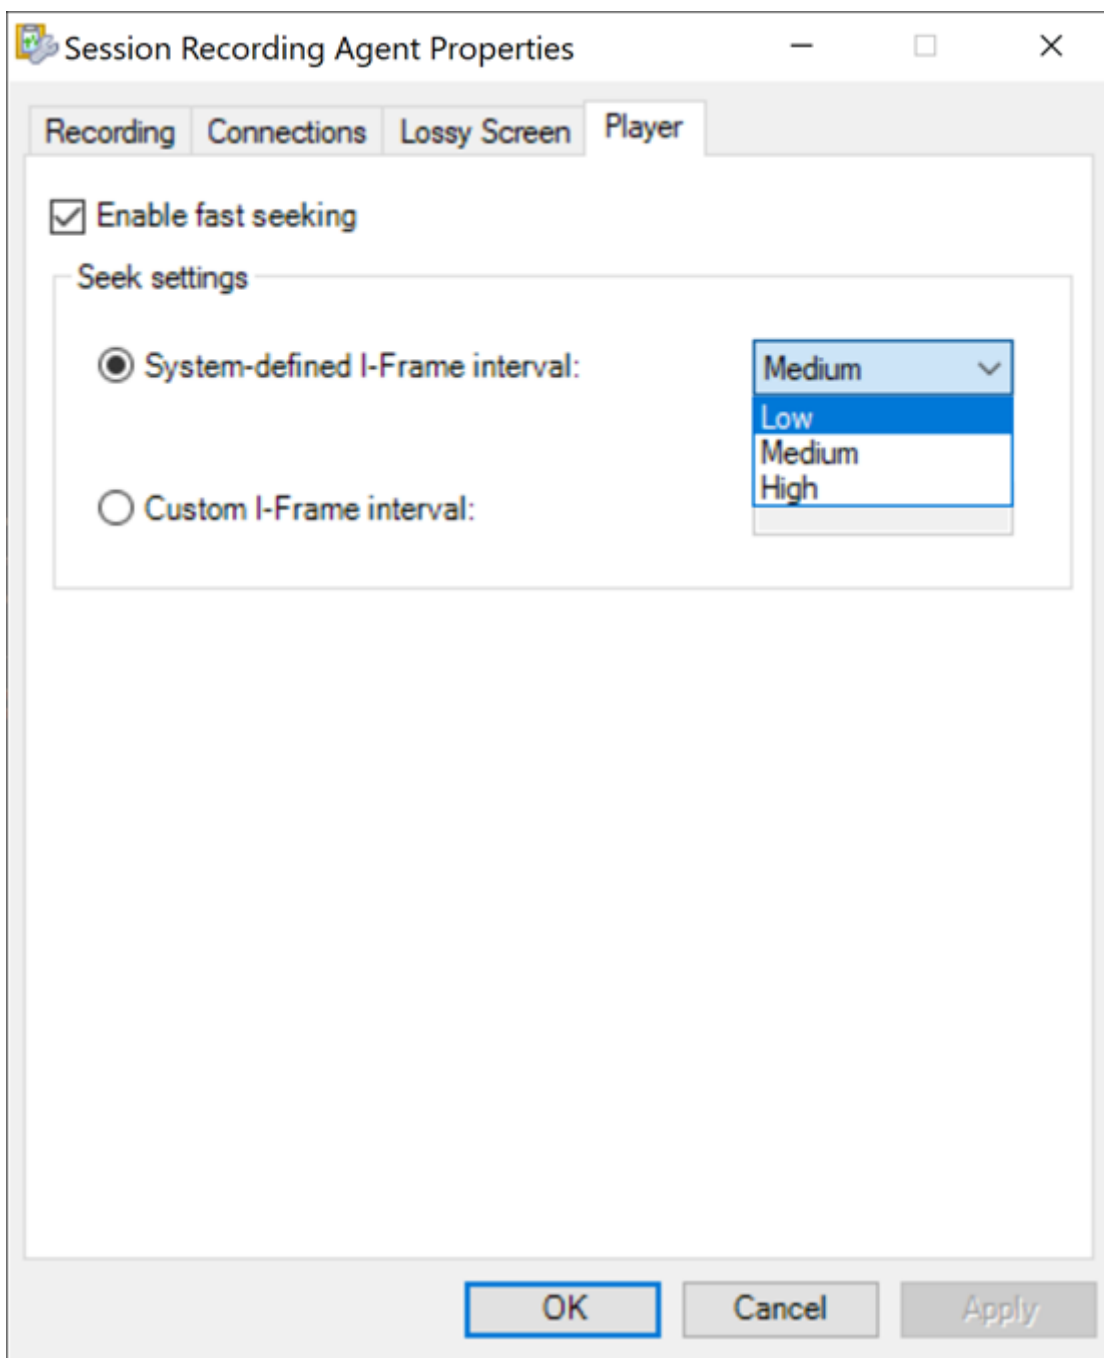 Session Recording Agent Properties
Recording Connections Lossy Screen Player
Enable fast seeking
Seek settings
System-defined I-Frame interval: Medium
Low
Medium
High
Custom I-Frame interval:
OK Cancel Apply